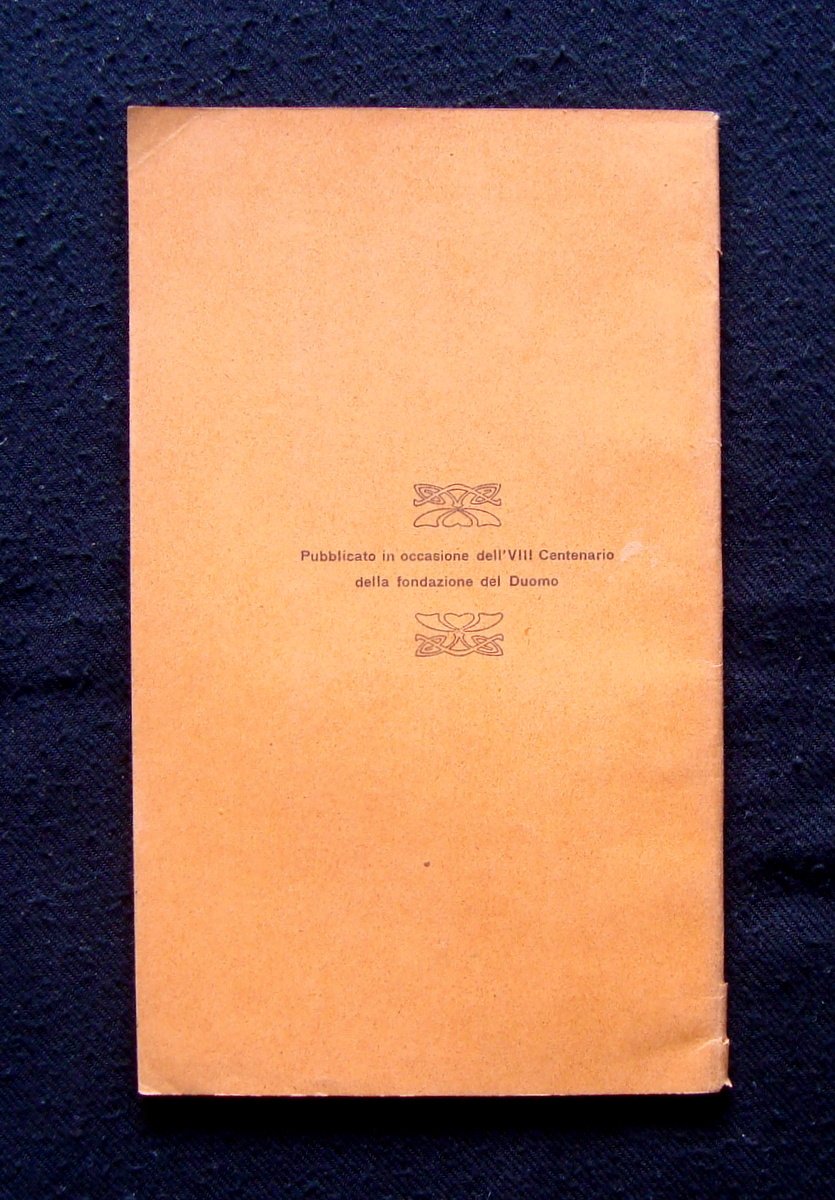 Pubblicato in occasione dell'VIII Centenario
della fondazione del Duomo